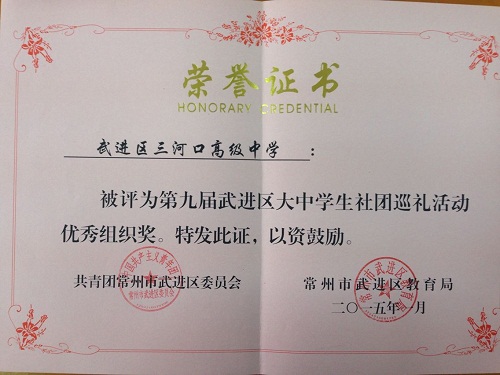 荣誉证书
HONORARY CREDENTIAL
武进区三河口高级中学：
被评为第九届武进区大中学生社团巡礼活动
优秀组织奖。特发此证，以资鼓励。
共青团常州市武进区委员会 常州市武进区教育局
二〇一五年 月